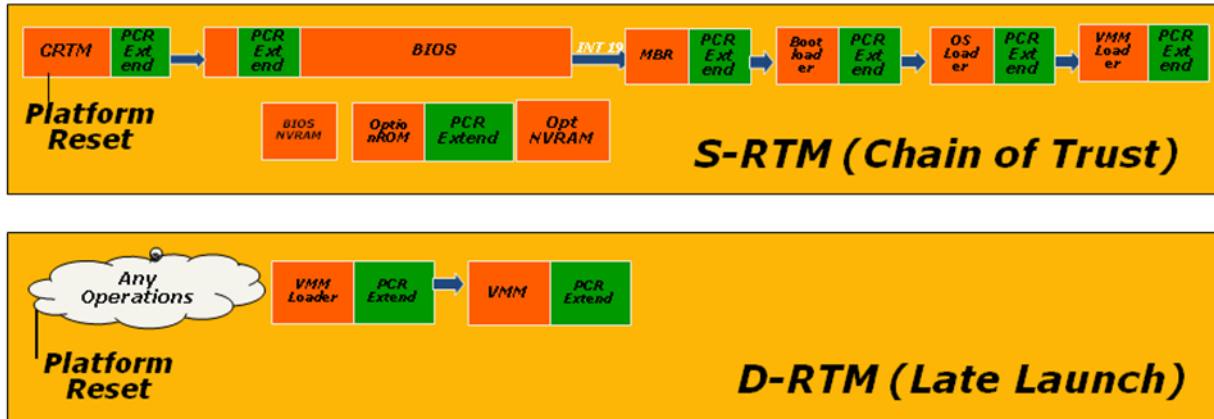 CRTM
PCR
Ext
end
PCR
Ext
end
BIOS
INT 19
MBR
PCR
Ext
end
Boot
load
er
PCR
Ext
end
OS
Load
er
PCR
Ext
end
VMM
Load
er
PCR
Ext
end
Platform
Reset
BIOS
NVRAM
Optio
nROM
PCR
Extend
Opt
NVRAM
S-RTM (Chain of Trust)
Any
Operations
VMM
Loader
PCR
Extend
VMM
PCR
Extend
Platform
Reset
D-RTM (Late Launch)